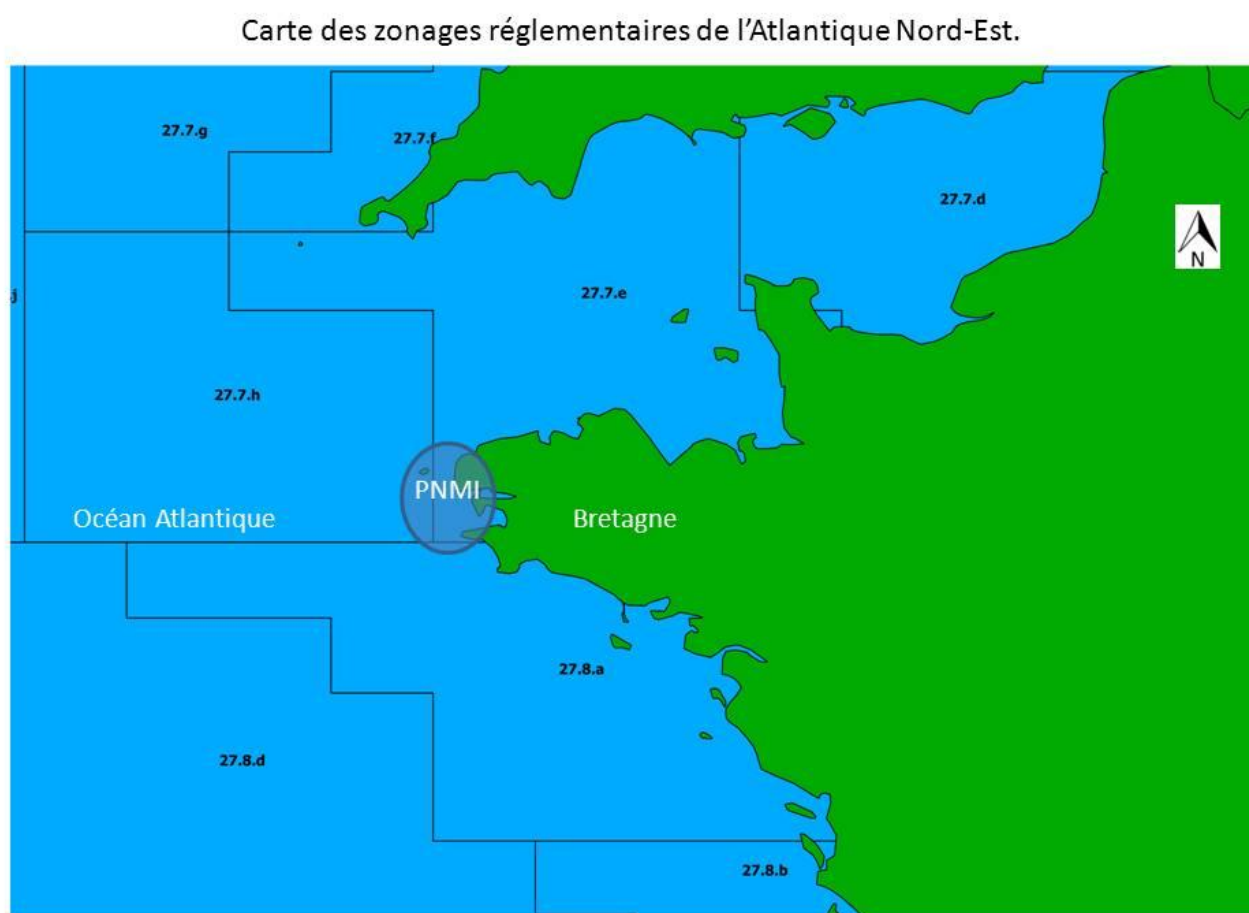 Carte des zonages réglementaires de l’Atlantique Nord-Est.
27.7.g
27.7.f
27.7.d
N
27.7.e
j
27.7.h
PNMI
Océan Atlantique
Bretagne
27.8.a
27.8.d
27.8.b